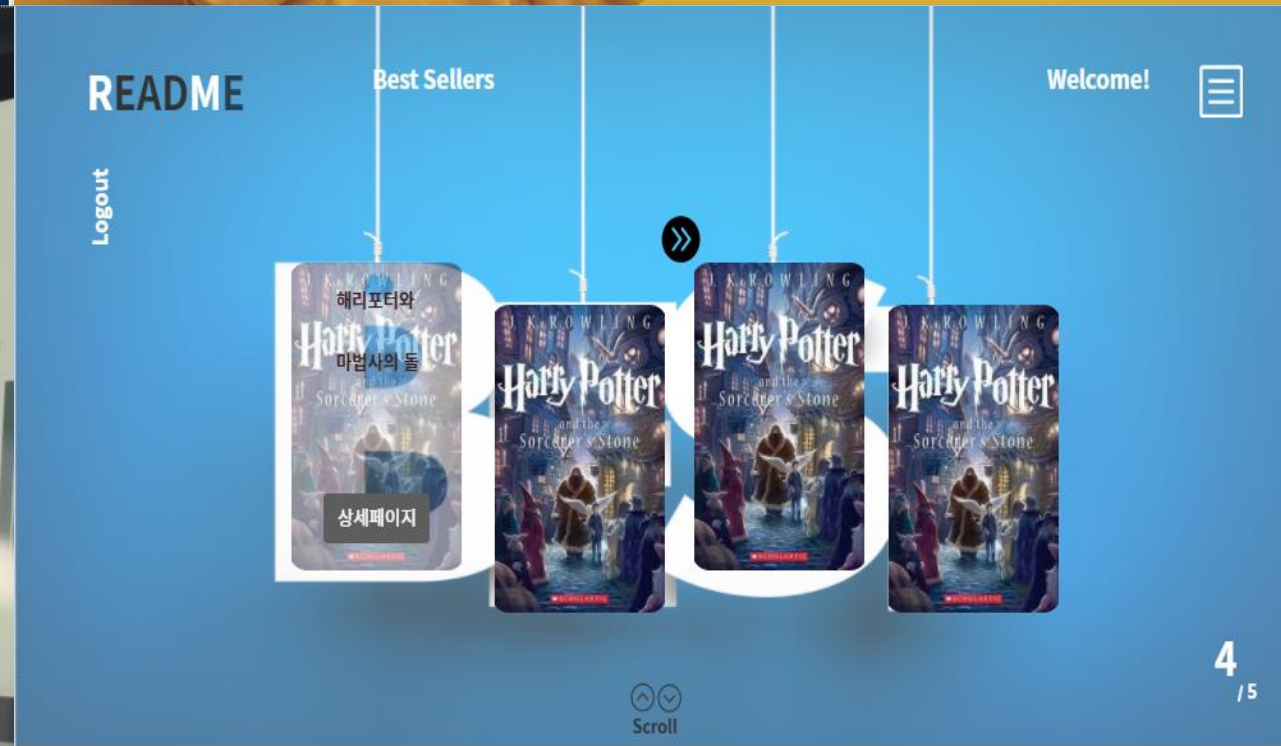 README
Best Sellers
Welcome!
Logout
J. K. ROWLING
해리포터와
Harry Potter
마법사의 돌
and the
Sorcerer's Stone
상세페이지
SCHOLASTIC
J. K. ROWLING
Harry Potter
and the
Sorcerer's Stone
SCHOLASTIC
J. K. ROWLING
Harry Potter
and the
Sorcerer's Stone
SCHOLASTIC
J. K. ROWLING
Harry Potter
and the
Sorcerer's Stone
SCHOLASTIC
4
/ 5
Scroll